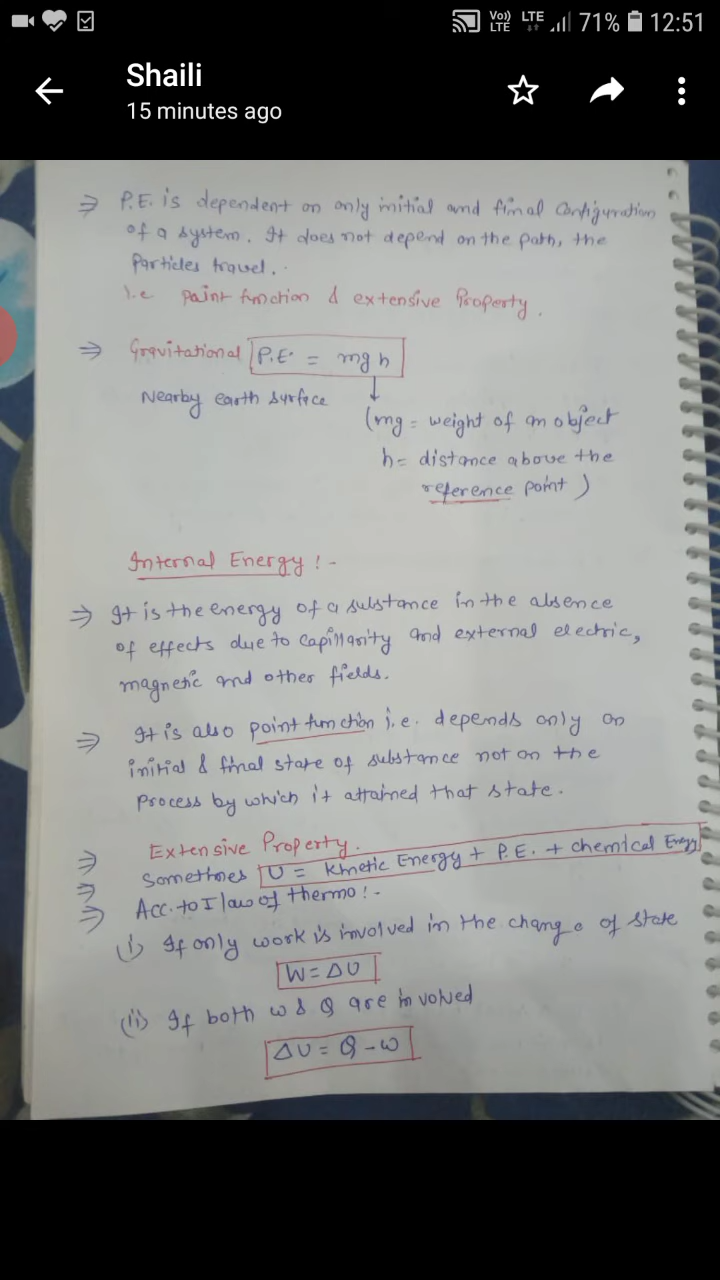 Vo)) LTE LTE 71% 12:51
Shaili
15 minutes ago
⇒ P.E. is dependent on only initial and final Configuration
of a system. It does not depend on the path, the
Particles travel.
i.e point function & extensive Property.
⇒ Gravitational P.E. = mgh
Nearby earth surface
(mg = weight of an object
h = distance above the
reference point)
Internal Energy :-
⇒ It is the energy of a substance in the absence
of effects due to capillarity and external electric,
magnetic and other fields.
⇒ It is also point function i.e. depends only on
initial & final state of substance not on the
Process by which it attained that state.
⇒ Extensive Property.
⇒ Sometimes U = Kinetic Energy + P.E. + chemical Energy
⇒ Acc. to I law of thermo :-
(i) If only work is involved in the change of state
W = ΔU
(ii) If both w & Q are involved
ΔU = Q - w